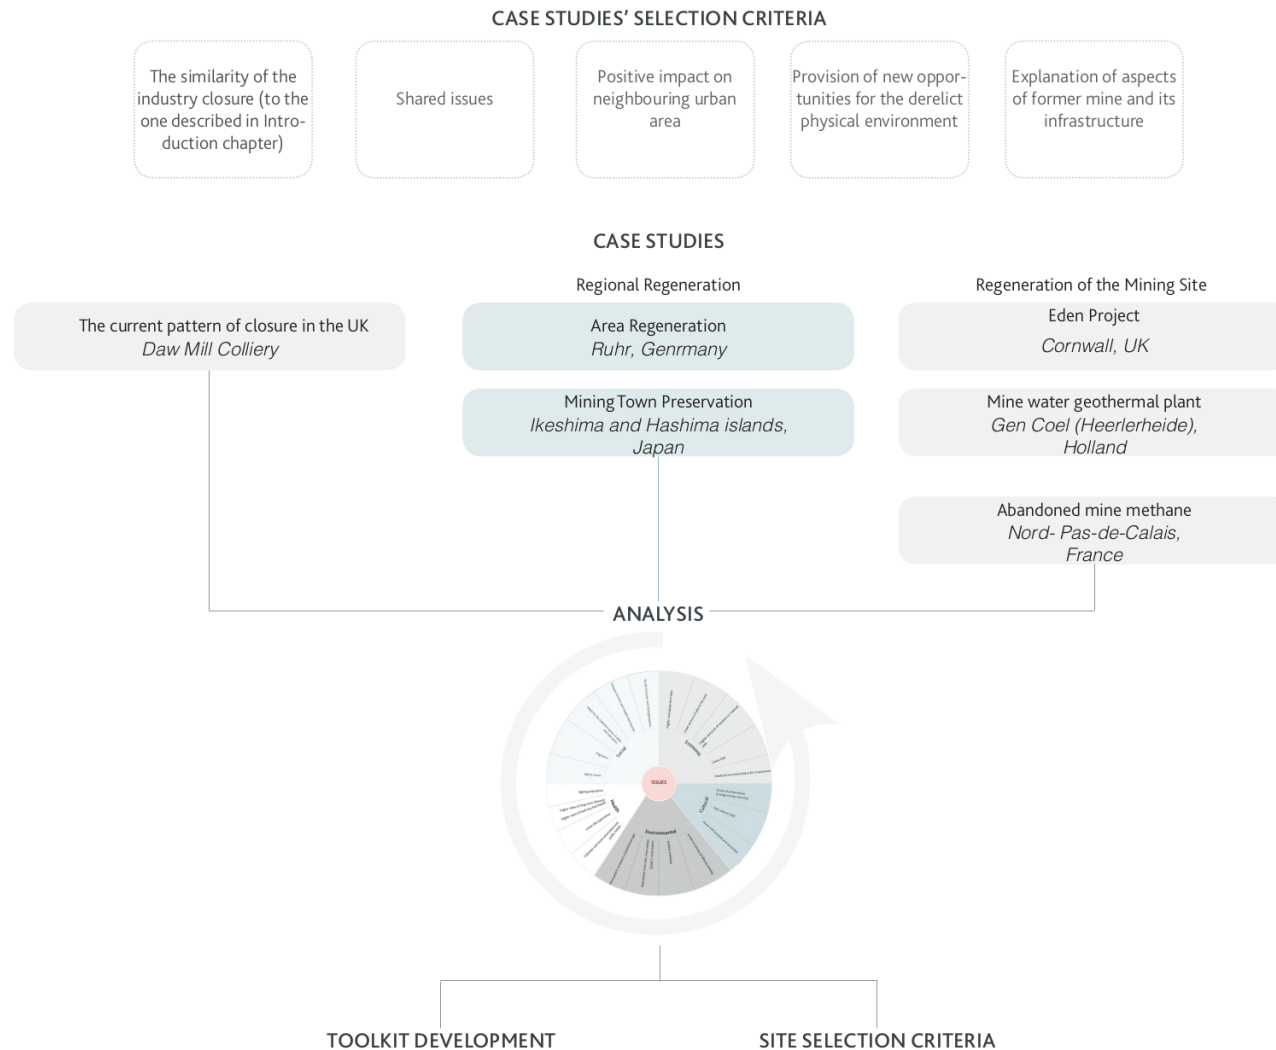 CASE STUDIES’ SELECTION CRITERIA
The similarity of the
industry closure (to the
one described in Intro-
duction chapter)
Shared issues
Positive impact on
neighbouring urban
area
Provision of new oppor-
tunities for the derelict
physical environment
Explanation of aspects
of former mine and its
infrastructure
CASE STUDIES
The current pattern of closure in the UK
Daw Mill Colliery
Regional Regeneration
Area Regeneration
Ruhr, Genrmany
Mining Town Preservation
Ikeshima and Hashima islands,
Japan
Regeneration of the Mining Site
Eden Project
Cornwall, UK
Mine water geothermal plant
Gen Coel (Heerlerheide),
Holland
Abandoned mine methane
Nord- Pas-de-Calais,
France
ANALYSIS
ISSUES
Social
Economic
Cultural
Environmental
Health
TOOLKIT DEVELOPMENT
SITE SELECTION CRITERIA